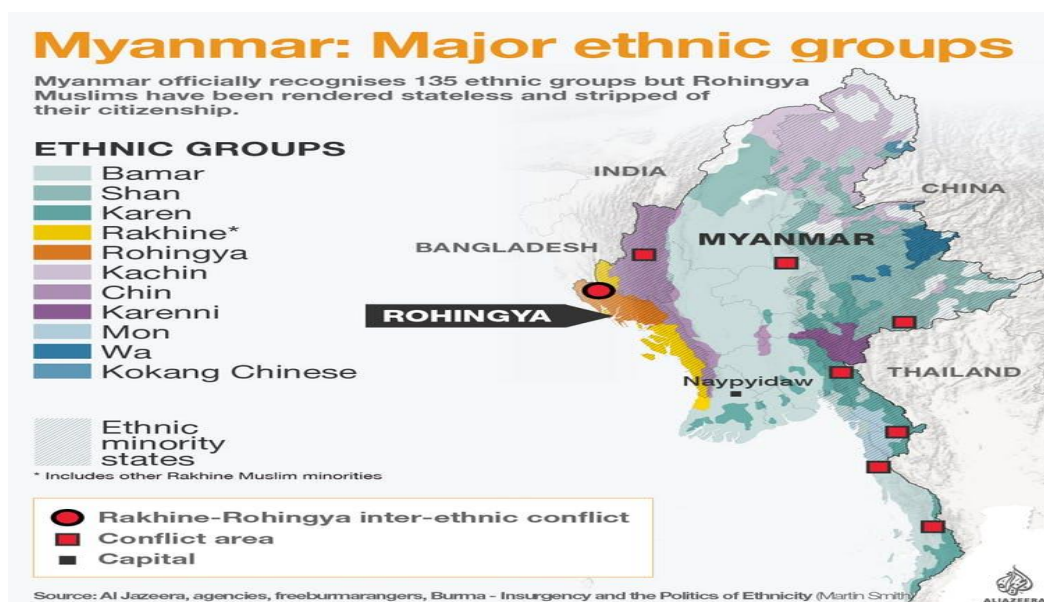 Myanmar: Major ethnic groups
Myanmar officially recognises 135 ethnic groups but Rohingya
Muslims have been rendered stateless and stripped of
their citizenship.
ETHNIC GROUPS
Bamar
Shan
Karen
Rakhine*
Rohingya
Kachin
Chin
Karenni
Mon
Wa
Kokang Chinese
Ethnic
minority
states
* Includes other Rakhine Muslim minorities
INDIA
CHINA
BANGLADESH
MYANMAR
ROHINGYA
THAILAND
Naypyidaw
Rakhine-Rohingya inter-ethnic conflict
Conflict area
Capital
Source: Al Jazeera, agencies, freeburmarangers, Burma - Insurgency and the Politics of Ethnicity (Martin Smith)
ALJAZEERA